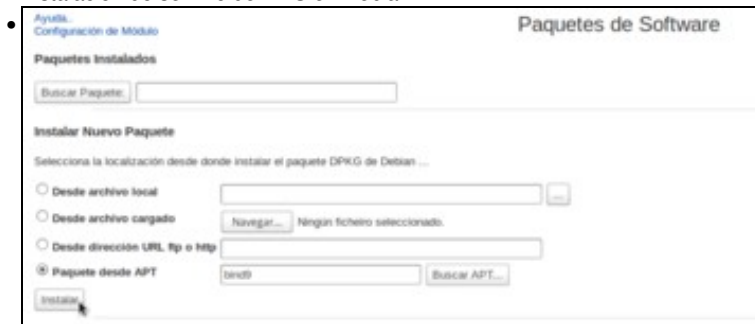 Ayuda..
Configuración de Módulo
Paquetes de Software
Paquetes Instalados
Buscar Paquete:
Instalar Nuevo Paquete
Selecciona la localización desde donde instalar el paquete DPKG de Debian ...
Desde archivo local
...
Desde archivo cargado
Navegar... Ningún ficheiro seleccionado.
Desde dirección URL ftp o http
Paquete desde APT
bind9
Buscar APT...
Instalar